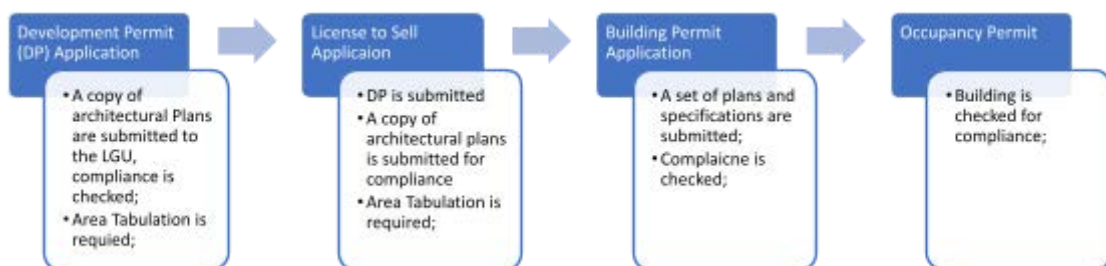 Development Permit
(DP) Application
• A copy of
architectural Plans
are submitted to
the LGU,
compliance is
checked;
• Area Tabulation is
requied;
License to Sell
Applicaion
• DP is submitted
• A copy of
architectural plans
is submitted for
compliance
• Area Tabulation is
required;
Building Permit
Application
• A set of plans and
specifications are
submitted;
• Complaicne is
checked;
Occupancy Permit
• Building is
checked for
compliance;